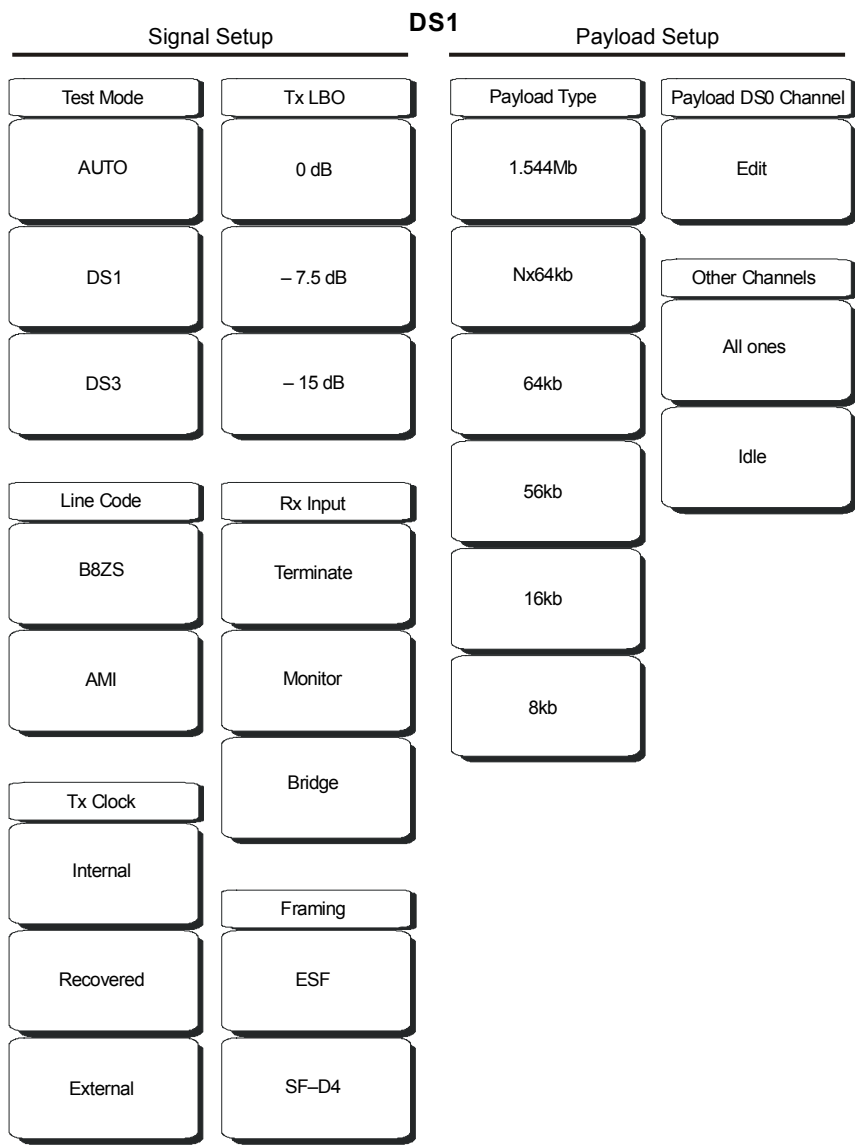 DS1
Signal Setup
Test Mode
AUTO
DS1
DS3
Line Code
B8ZS
AMI
Tx Clock
Internal
Recovered
External
Tx LBO
0 dB
– 7.5 dB
– 15 dB
Rx Input
Terminate
Monitor
Bridge
Framing
ESF
SF–D4
Payload Setup
Payload Type
1.544Mb
Nx64kb
64kb
56kb
16kb
8kb
Payload DS0 Channel
Edit
Other Channels
All ones
Idle